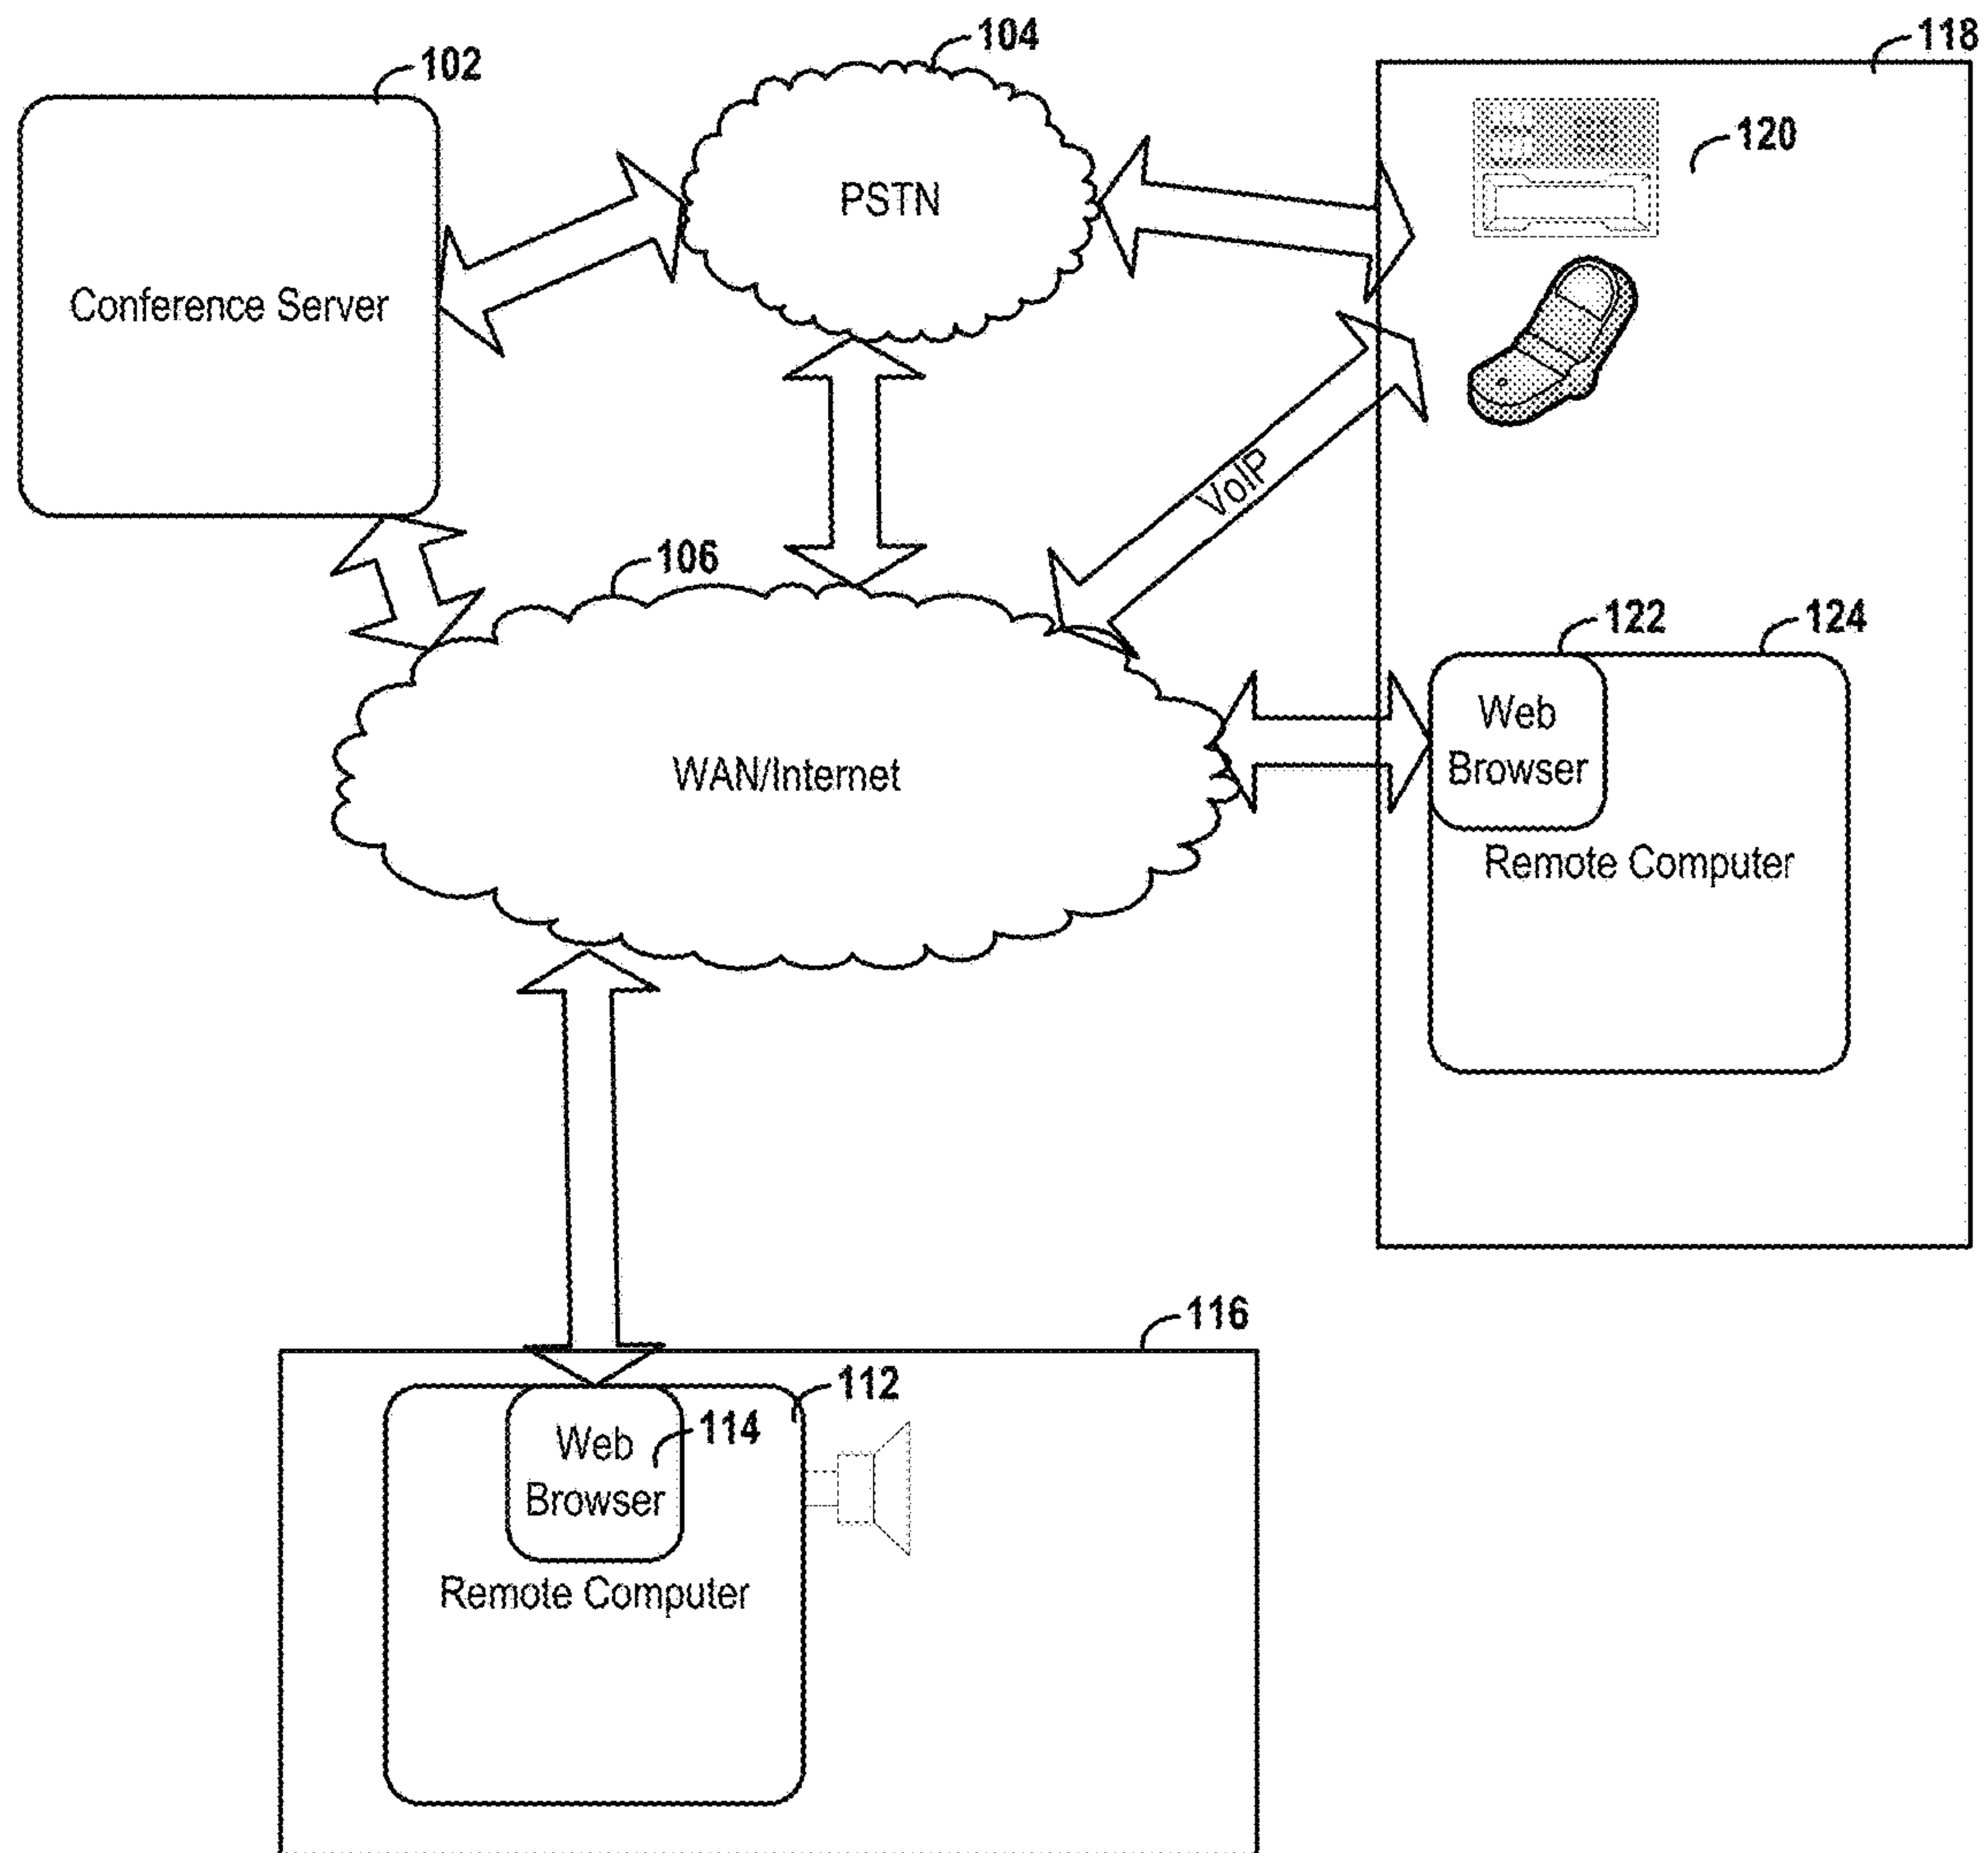 102
104
118
120
Conference Server
PSTN
VoIP
106
122
124
WAN/Internet
Web
Browser
Remote Computer
116
112
114
Web
Browser
Remote Computer